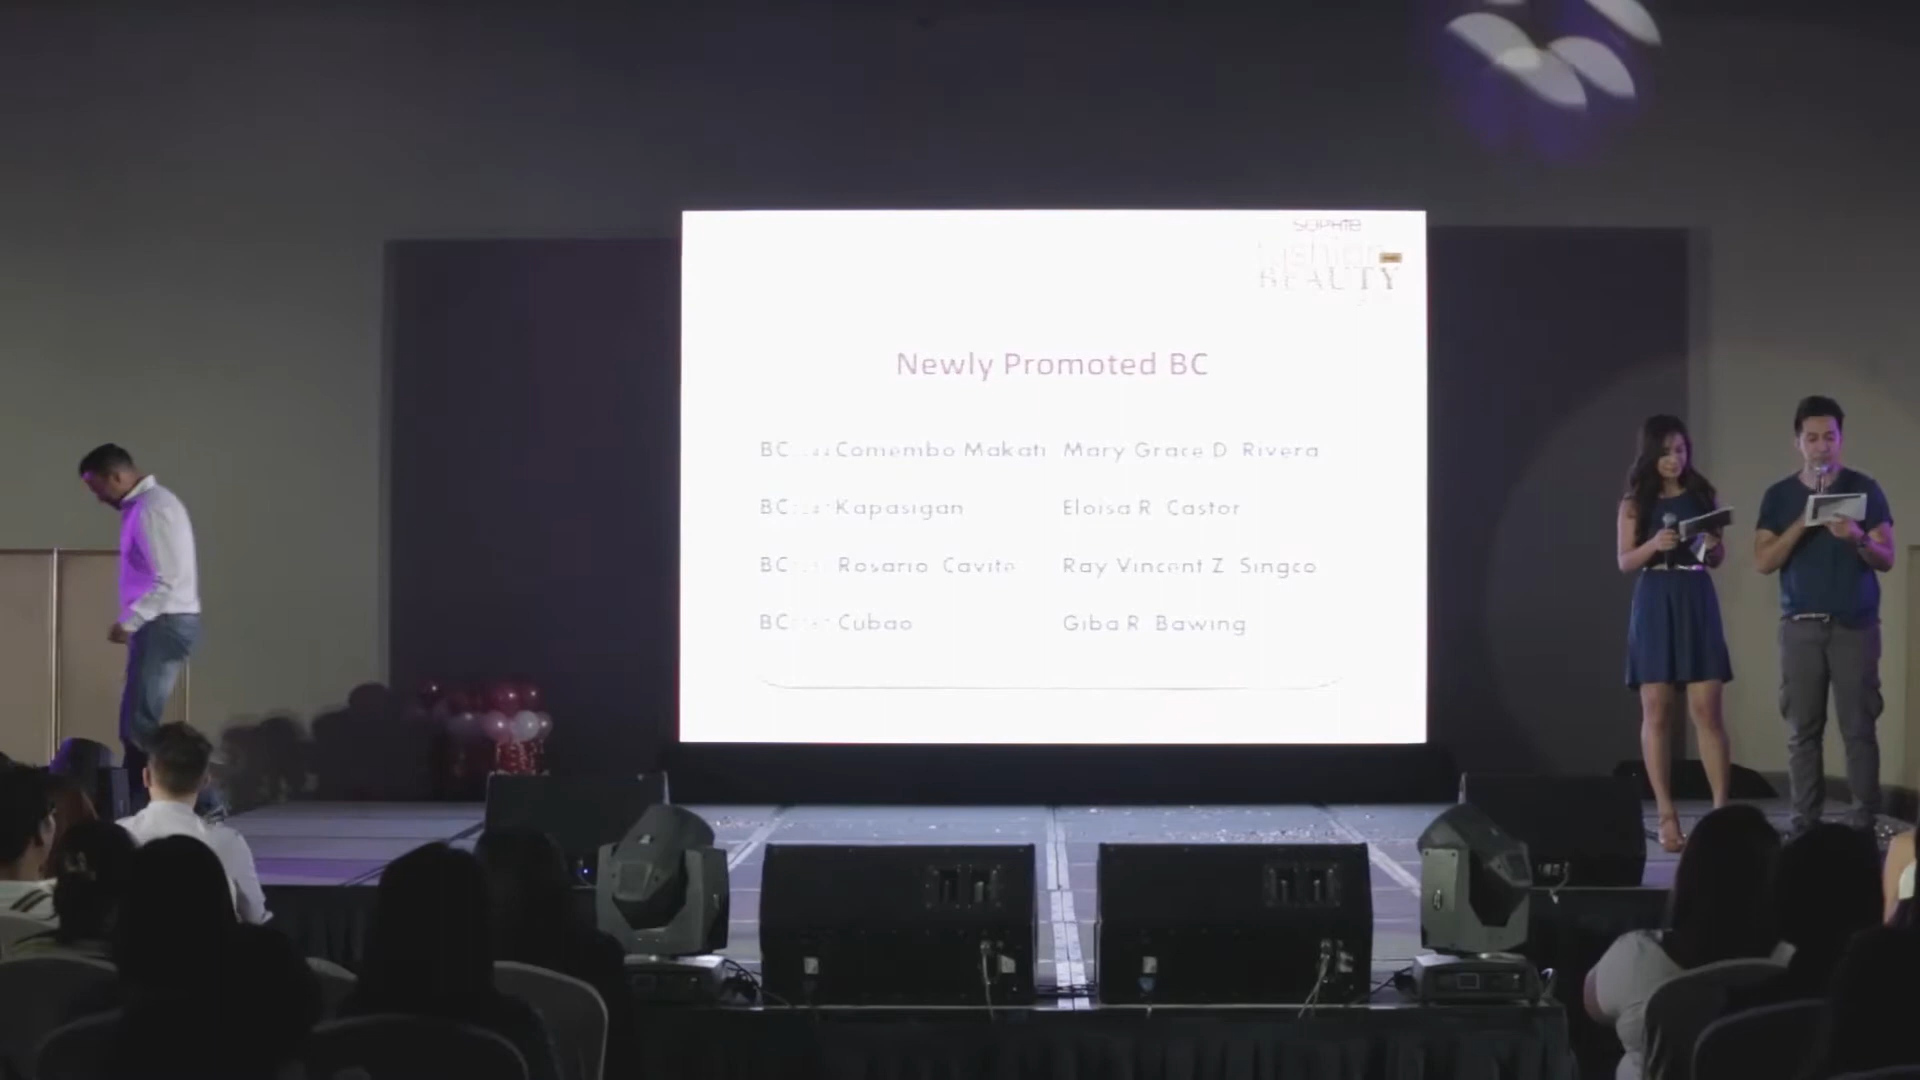 SOPHIE
fashion
BEAUTY
Newly Promoted BC
BC Comembo Makati Mary Grace D. Rivera
BC Kapasigan Eloisa R. Castor
BC Rosario Cavite Ray Vincent Z. Singco
BC Cubao Giba R. Bawing